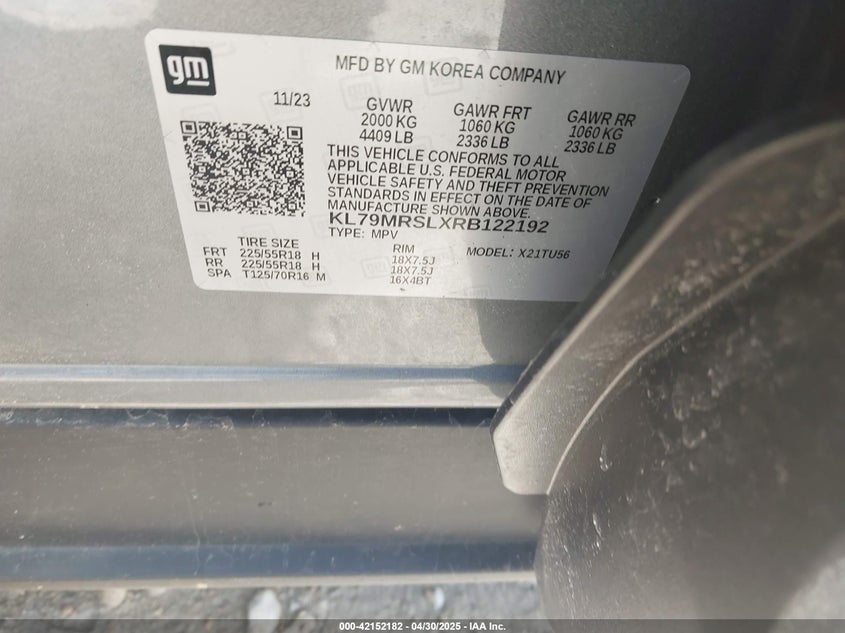 gm
MFD BY GM KOREA COMPANY
11/23
GVWR
2000 KG
4409 LB
GAWR FRT
1060 KG
2336 LB
GAWR RR
1060 KG
2336 LB
THIS VEHICLE CONFORMS TO ALL
APPLICABLE U.S. FEDERAL MOTOR
VEHICLE SAFETY AND THEFT PREVENTION
STANDARDS IN EFFECT ON THE DATE OF
MANUFACTURE SHOWN ABOVE.
KL79MRSLXRB122192
TYPE: MPV
MODEL: X21TU56
TIRE SIZE RIM
FRT 225/55R18 H 18X7.5J
RR 225/55R18 H 18X7.5J
SPA T125/70R16 M 16X4BT
000-42152182 - 04/30/2025 - IAA Inc.